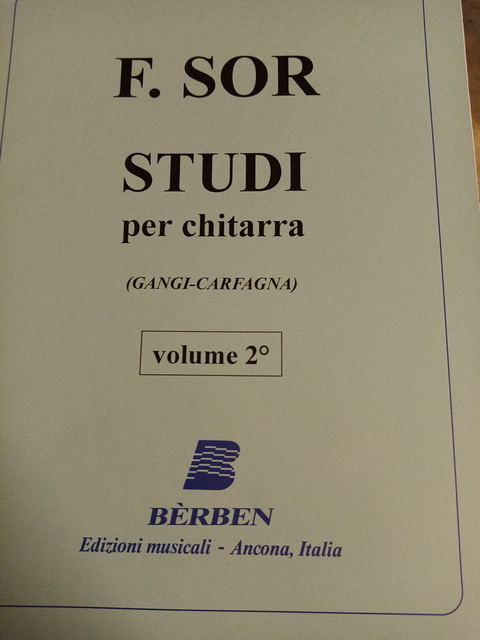 F. SOR
STUDI
per chitarra
(GANGI-CARFAGNA)
volume 2°
B
BÈRBEN
Edizioni musicali - Ancona, Italia